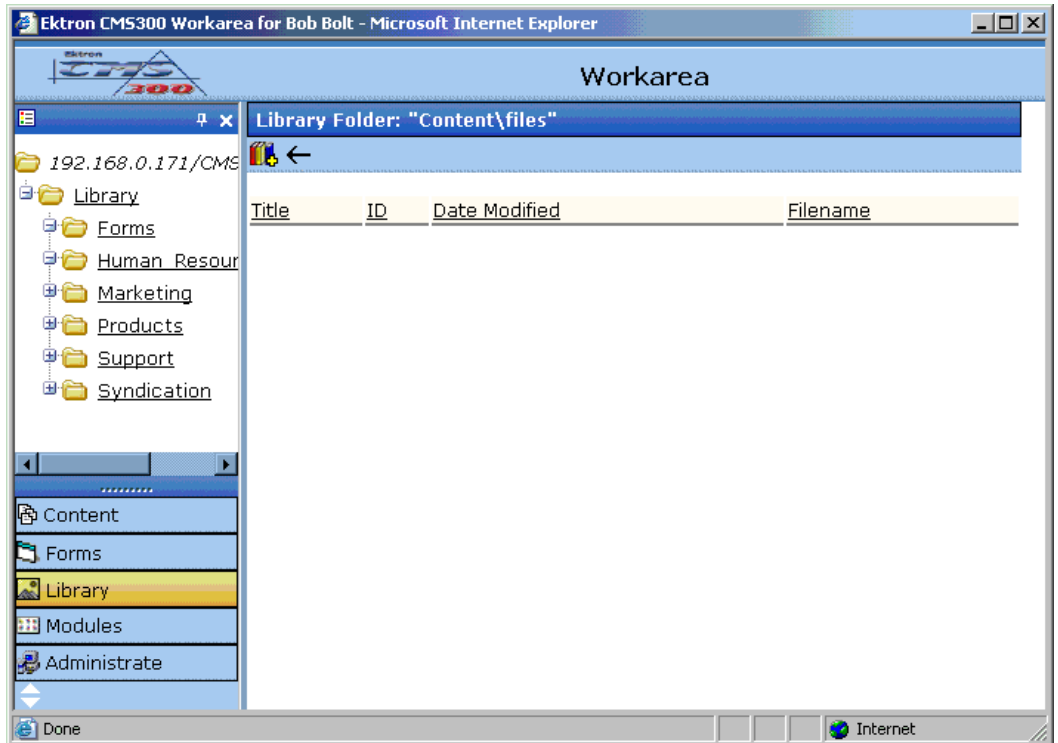 Ektron CMS300 Workarea for Bob Bolt - Microsoft Internet Explorer
Ektron
CMS
300
Workarea
Library Folder: "Content\files"
192.168.0.171/CMS
Library
Forms
Human Resour
Marketing
Products
Support
Syndication
Title ID Date Modified Filename
Content
Forms
Library
Modules
Administrate
Done Internet